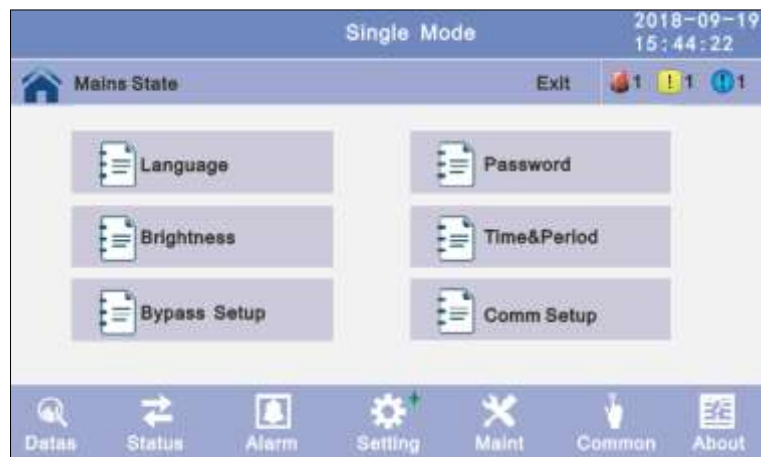 Single Mode
2018-09-19
15:44:22
Mains State
Exit
1
! 1
! 1
Language
Password
Brightness
Time&Period
Bypass Setup
Comm Setup
Datas
Status
Alarm
Setting
Maint
Common
About